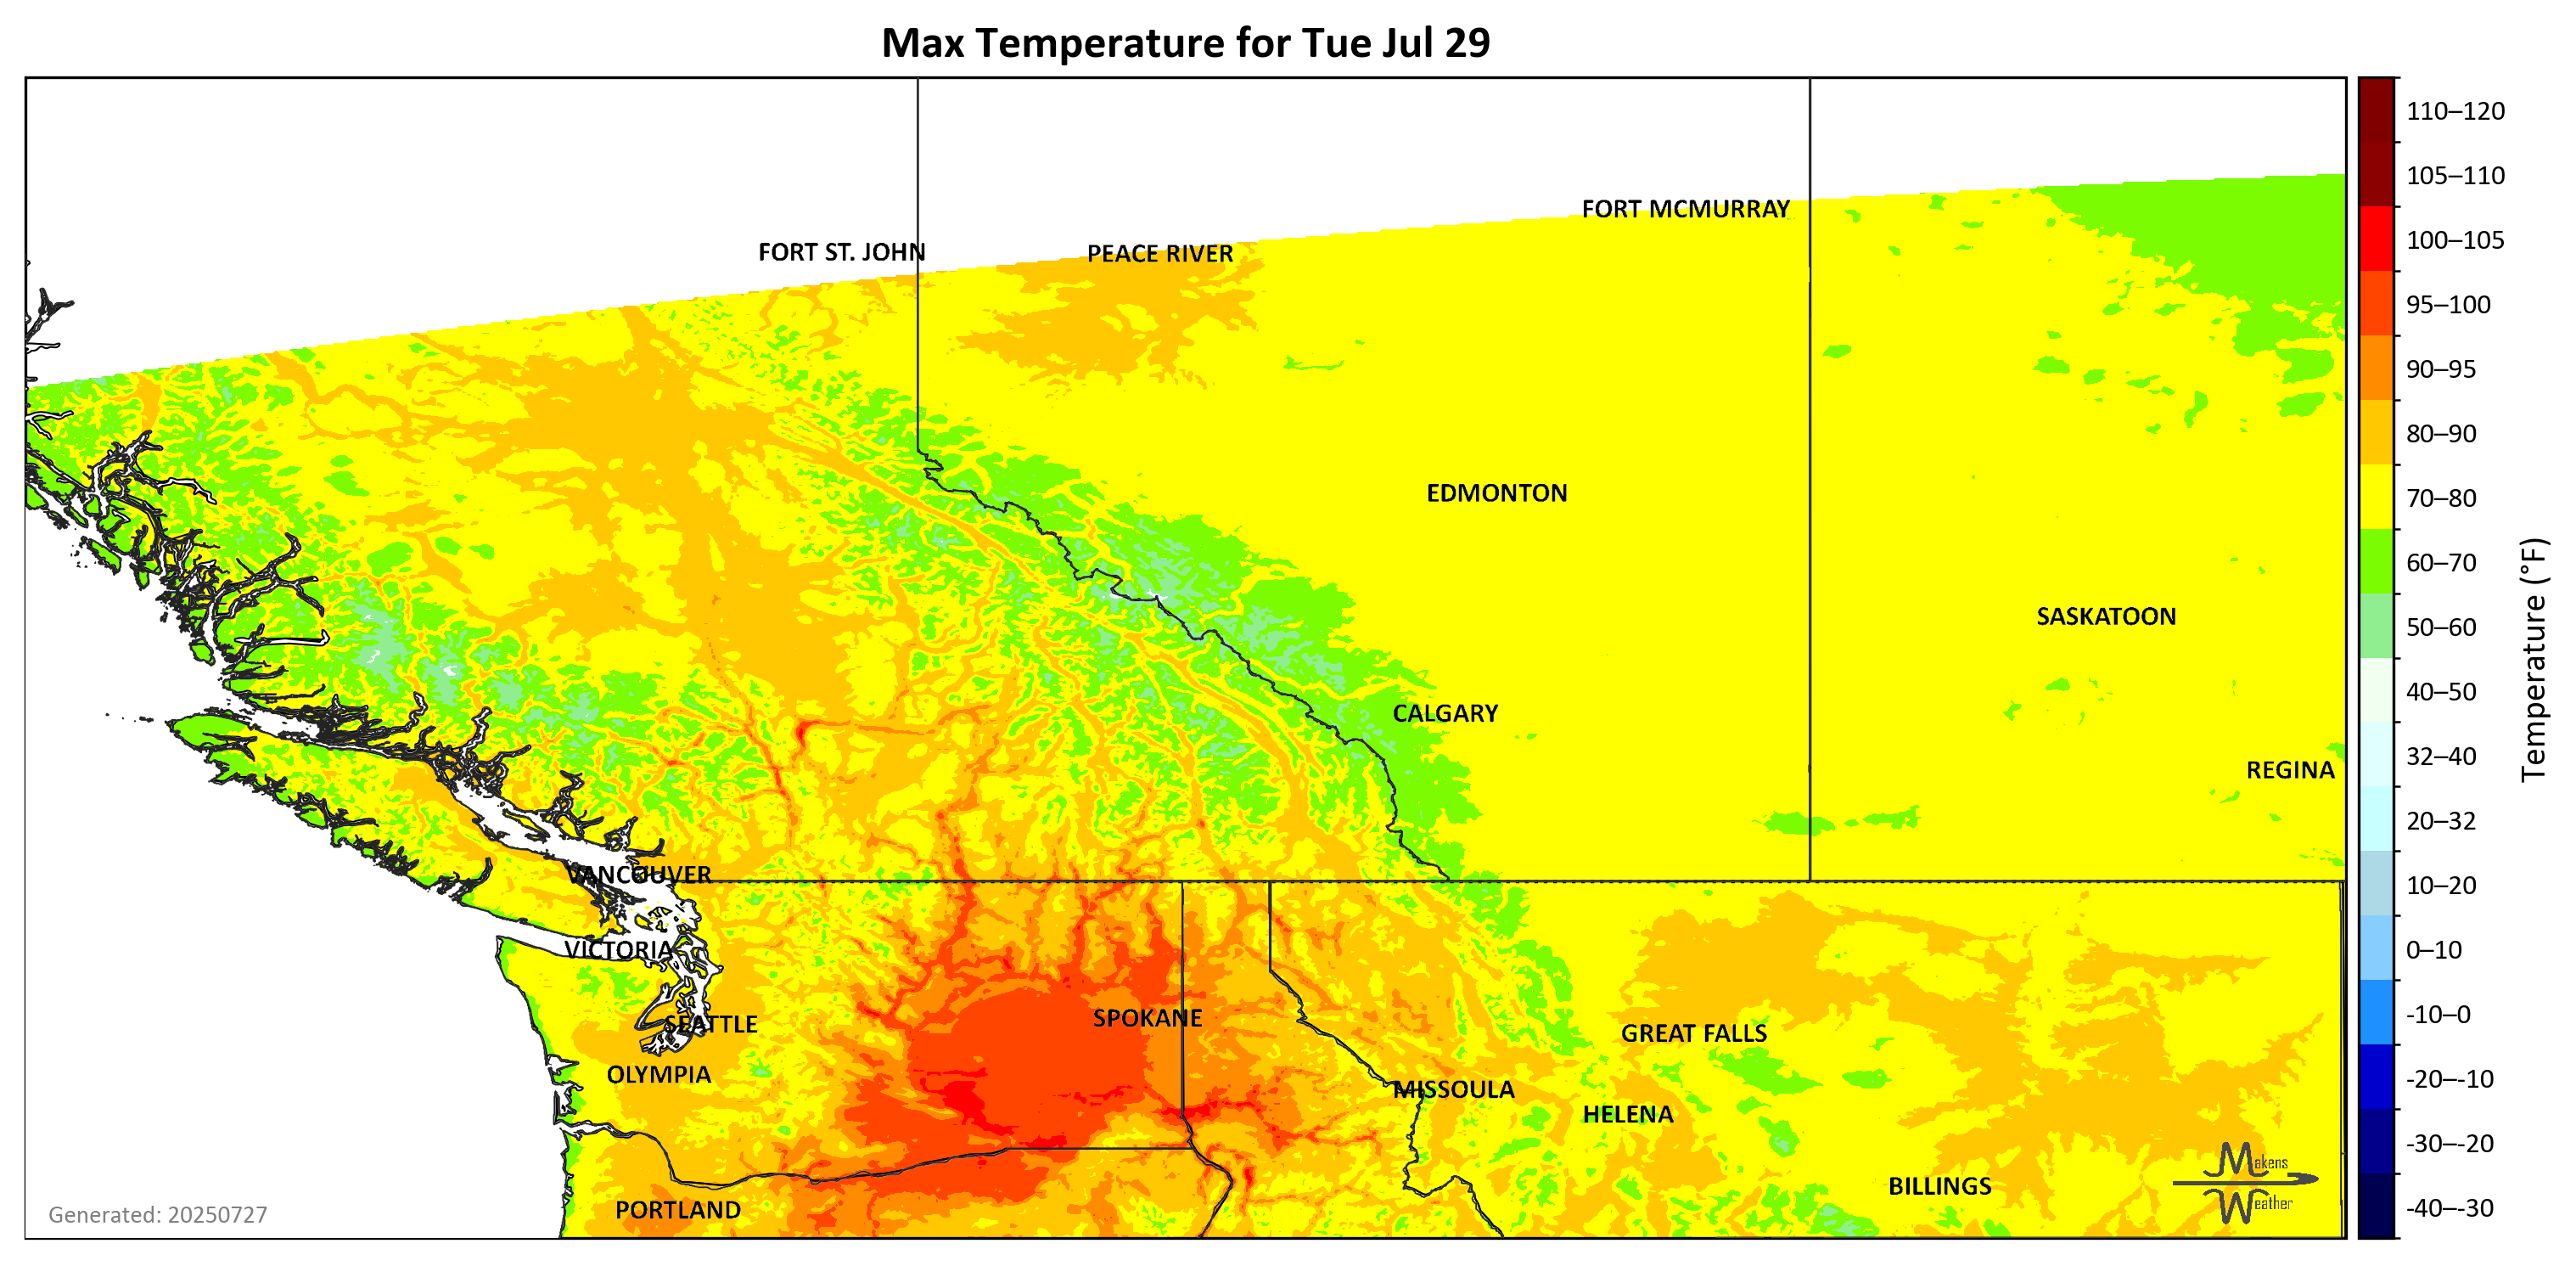 Max Temperature for Tue Jul 29
FORT MCMURRAY
FORT ST. JOHN
PEACE RIVER
EDMONTON
SASKATOON
CALGARY
REGINA
VANCOUVER
VICTORIA
SEATTLE
SPOKANE
GREAT FALLS
OLYMPIA
MISSOULA
HELENA
BILLINGS
PORTLAND
Generated: 20250727
Makens
Weather
110–120
105–110
100–105
95–100
90–95
80–90
70–80
60–70
50–60
40–50
32–40
20–32
10–20
0–10
-10–0
-20–-10
-30–-20
-40–-30
Temperature (°F)